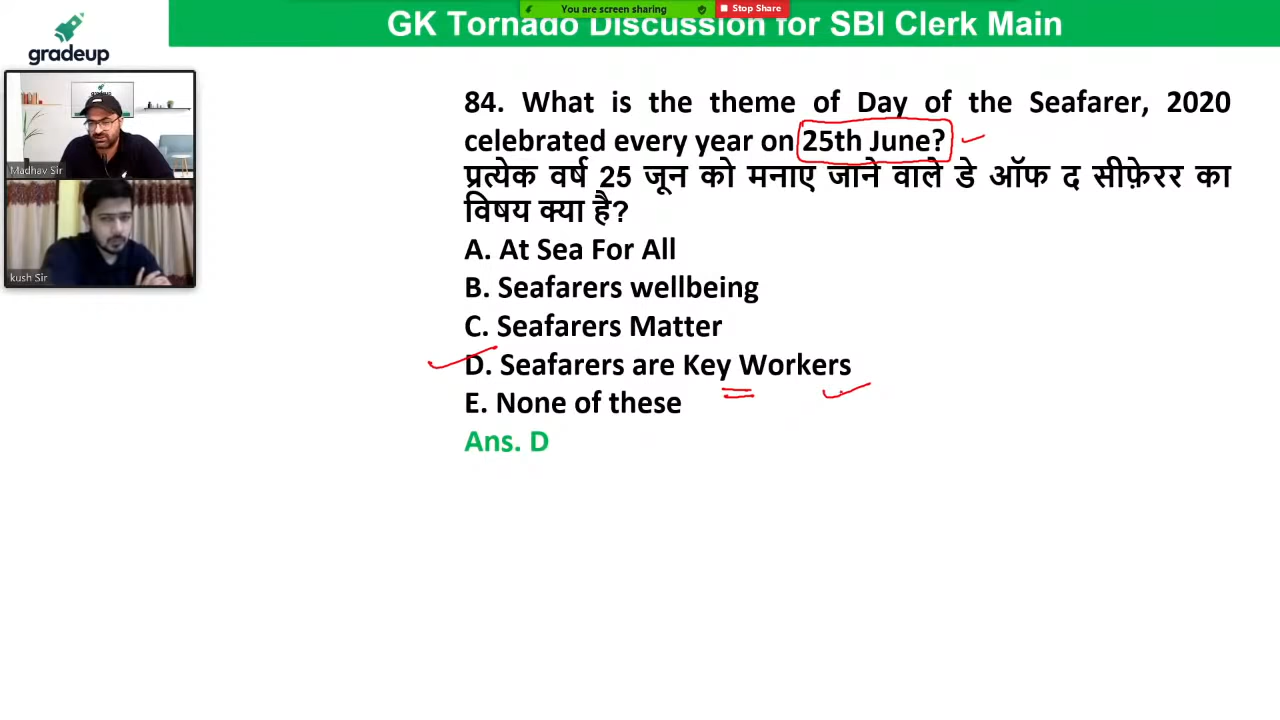 You are screen sharing
Stop Share
GK Tornado Discussion for SBI Clerk Main
gradeup
Madhav Sir
kush Sir
84. What is the theme of Day of the Seafarer, 2020
celebrated every year on 25th June?
प्रत्येक वर्ष 25 जून को मनाए जाने वाले डे ऑफ द सीफ़ेरर का
विषय क्या है?
A. At Sea For All
B. Seafarers wellbeing
C. Seafarers Matter
D. Seafarers are Key Workers
E. None of these
Ans. D